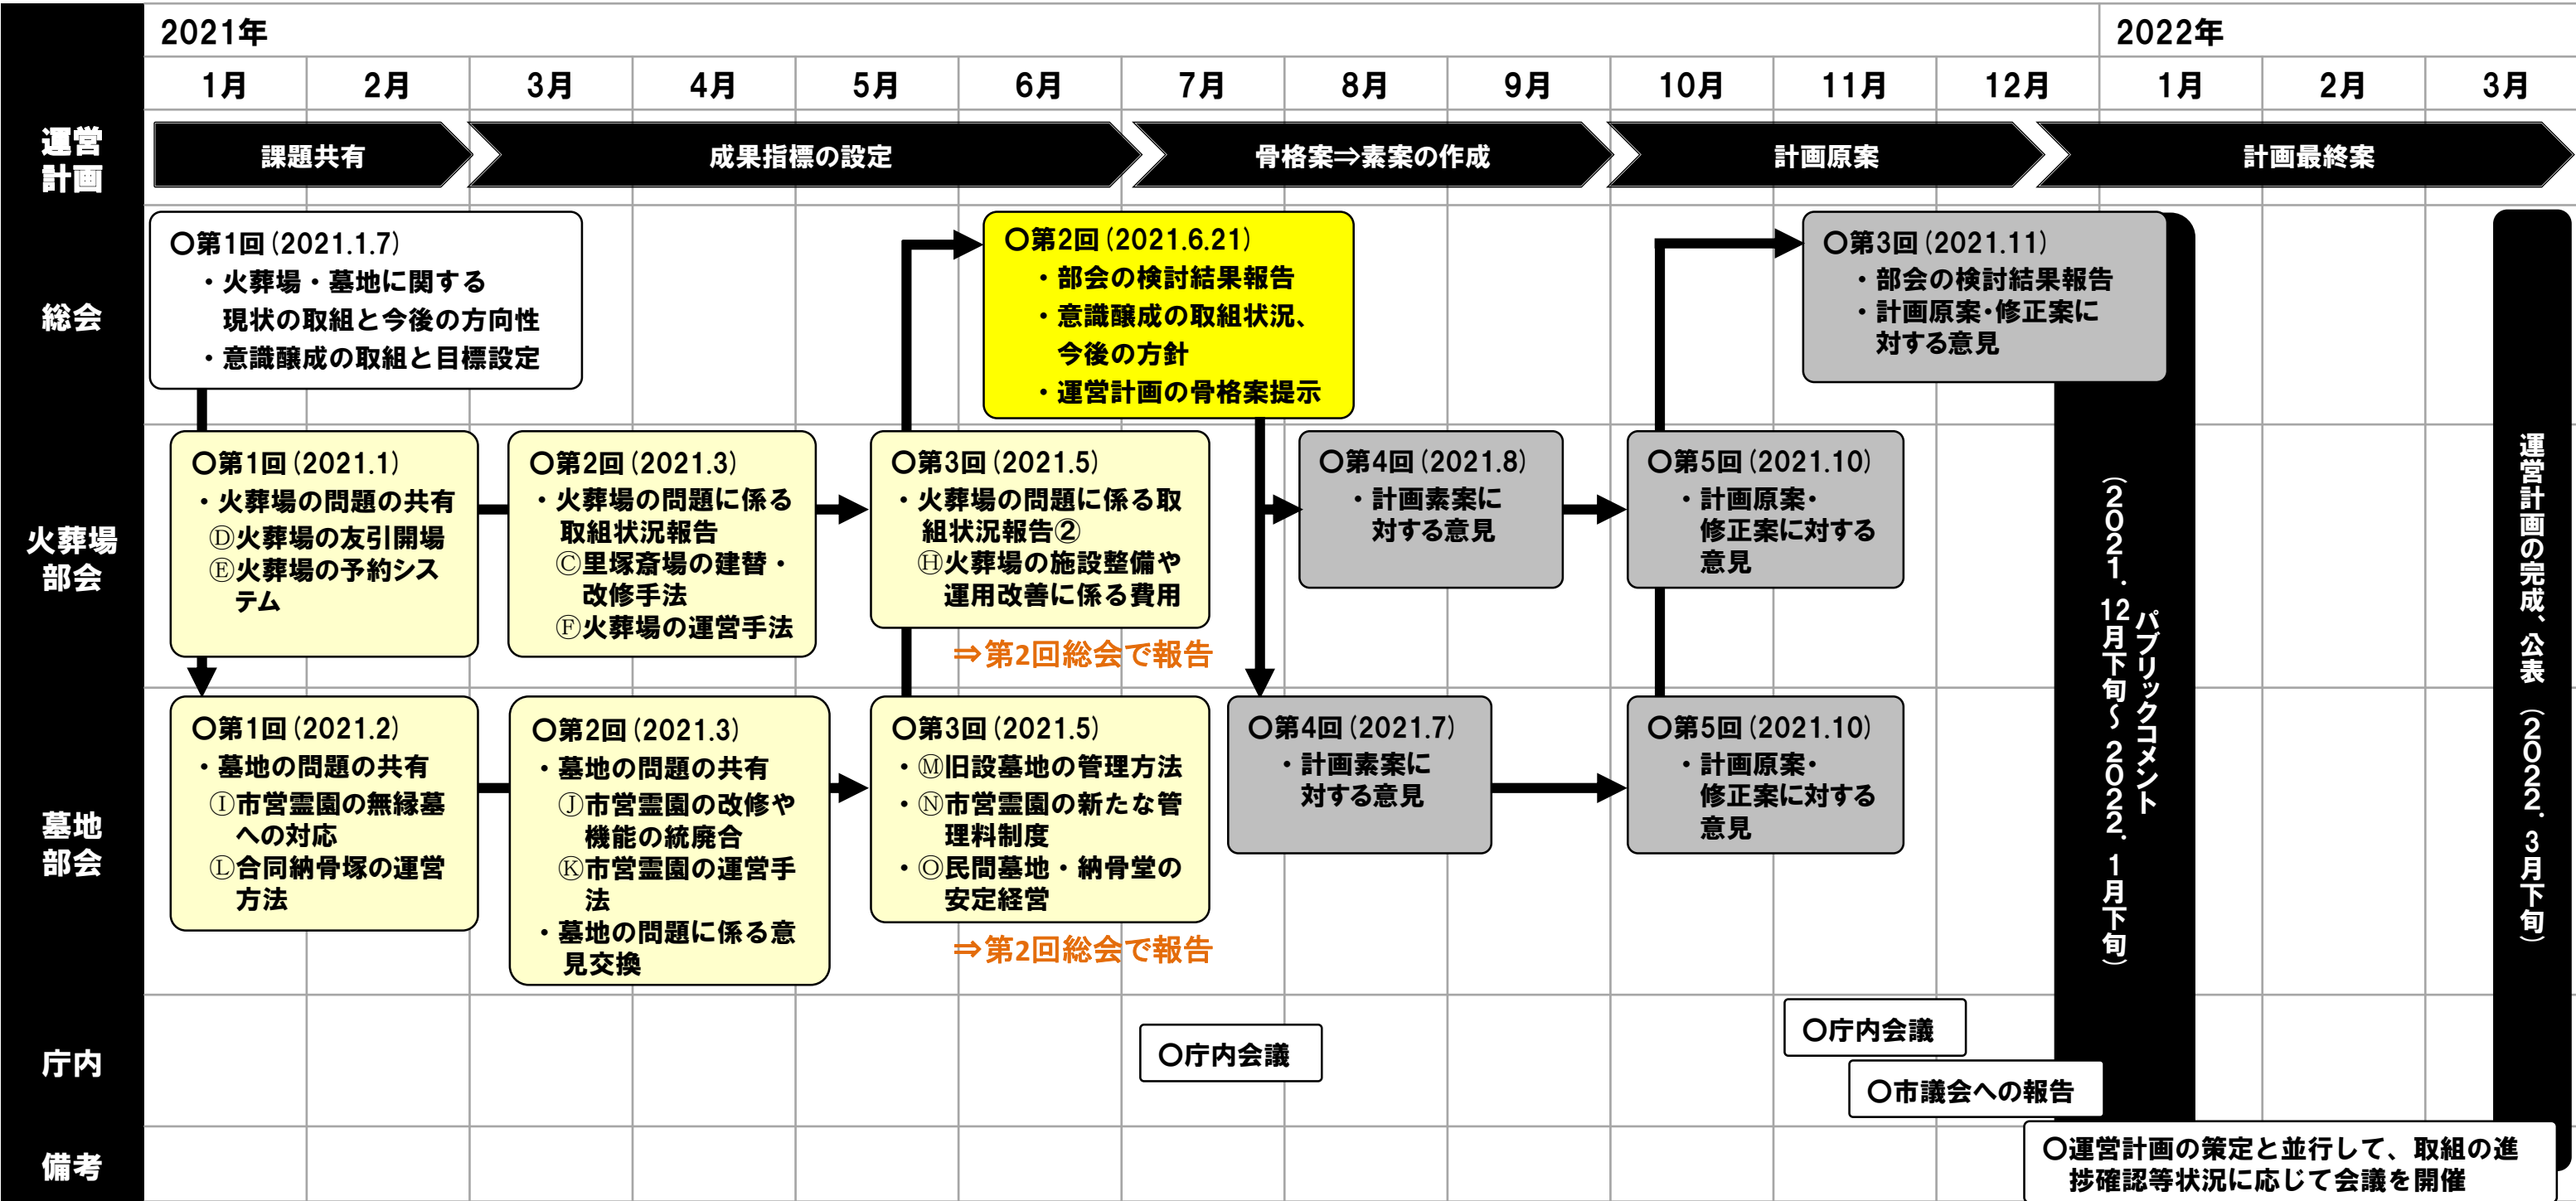 2021年
2022年
1月
2月
3月
4月
5月
6月
7月
8月
9月
10月
11月
12月
1月
2月
3月
運営
計画
課題共有
成果指標の設定
骨格案⇒素案の作成
計画原案
計画最終案
総会
○第1回(2021.1.7)
・火葬場・墓地に関する
現状の取組と今後の方向性
・意識醸成の取組と目標設定
○第2回(2021.6.21)
・部会の検討結果報告
・意識醸成の取組状況、
今後の方針
・運営計画の骨格案提示
○第3回(2021.11)
・部会の検討結果報告
・計画原案・修正案に
対する意見
火葬場
部会
○第1回(2021.1)
・火葬場の問題の共有
Ⓓ火葬場の友引開場
Ⓔ火葬場の予約シス
テム
○第2回(2021.3)
・火葬場の問題に係る
取組状況報告
Ⓒ里塚斎場の建替・
改修手法
Ⓕ火葬場の運営手法
○第3回(2021.5)
・火葬場の問題に係る取
組状況報告②
Ⓗ火葬場の施設整備や
運用改善に係る費用
⇒第2回総会で報告
○第4回(2021.8)
・計画素案に
対する意見
○第5回(2021.10)
・計画原案・
修正案に対する
意見
墓地
部会
○第1回(2021.2)
・墓地の問題の共有
Ⓘ市営霊園の無縁墓
への対応
Ⓛ合同納骨塚の運営
方法
○第2回(2021.3)
・墓地の問題の共有
Ⓙ市営霊園の改修や
機能の統廃合
Ⓚ市営霊園の運営手
法
・墓地の問題に係る意
見交換
○第3回(2021.5)
・Ⓜ旧設墓地の管理方法
・Ⓝ市営霊園の新たな管
理料制度
・Ⓞ民間墓地・納骨堂の
安定経営
⇒第2回総会で報告
○第4回(2021.7)
・計画素案に
対する意見
○第5回(2021.10)
・計画原案・
修正案に対する
意見
パブリックコメント
(2021.12月下旬～2022.1月下旬)
運営計画の完成、公表(2022.3月下旬)
庁内
○庁内会議
○庁内会議
○市議会への報告
備考
○運営計画の策定と並行して、取組の進
捗確認等状況に応じて会議を開催